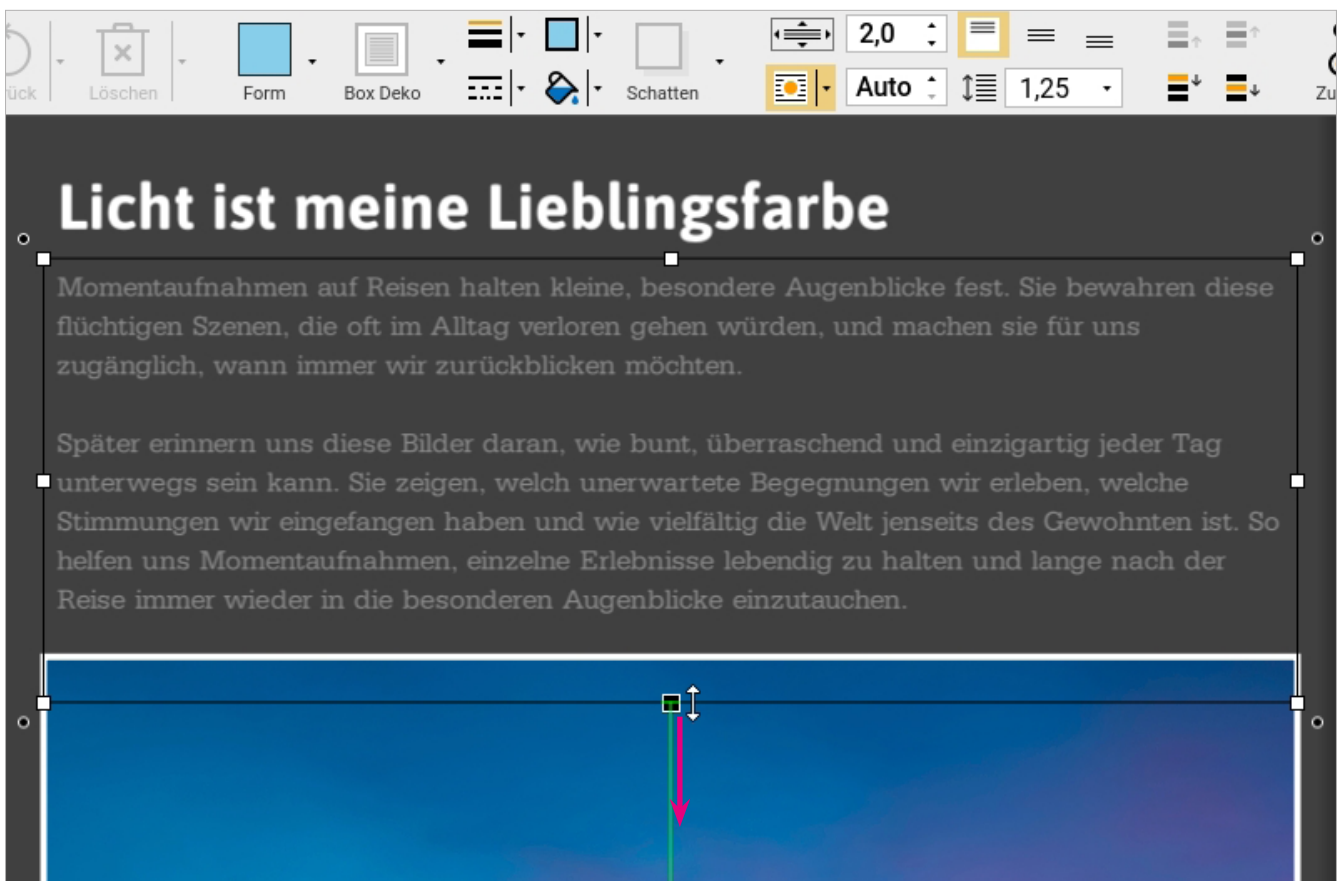 ück
Löschen
Form
Box Deko
Schatten
2,0
Auto
1,25
Zu
Licht ist meine Lieblingsfarbe
Momentaufnahmen auf Reisen halten kleine, besondere Augenblicke fest. Sie bewahren diese
flüchtigen Szenen, die oft im Alltag verloren gehen würden, und machen sie für uns
zugänglich, wann immer wir zurückblicken möchten.
Später erinnern uns diese Bilder daran, wie bunt, überraschend und einzigartig jeder Tag
unterwegs sein kann. Sie zeigen, welch unerwartete Begegnungen wir erleben, welche
Stimmungen wir eingefangen haben und wie vielfältig die Welt jenseits des Gewohnten ist. So
helfen uns Momentaufnahmen, einzelne Erlebnisse lebendig zu halten und lange nach der
Reise immer wieder in die besonderen Augenblicke einzutauchen.